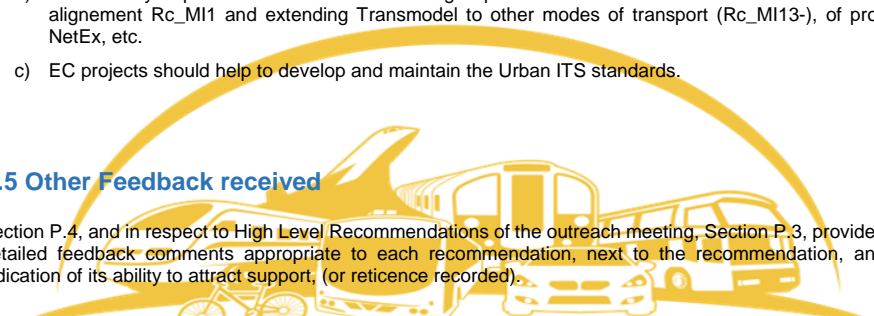 alignement Rc_MI1 and extending Transmodel to other modes of transport (Rc_MI13-), of pro
NetEx, etc.
c) EC projects should help to develop and maintain the Urban ITS standards.
.5 Other Feedback received
ection P.4, and in respect to High Level Recommendations of the outreach meeting, Section P.3, provide
etailed feedback comments appropriate to each recommendation, next to the recommendation, an
dication of its ability to attract support, (or reticence recorded).